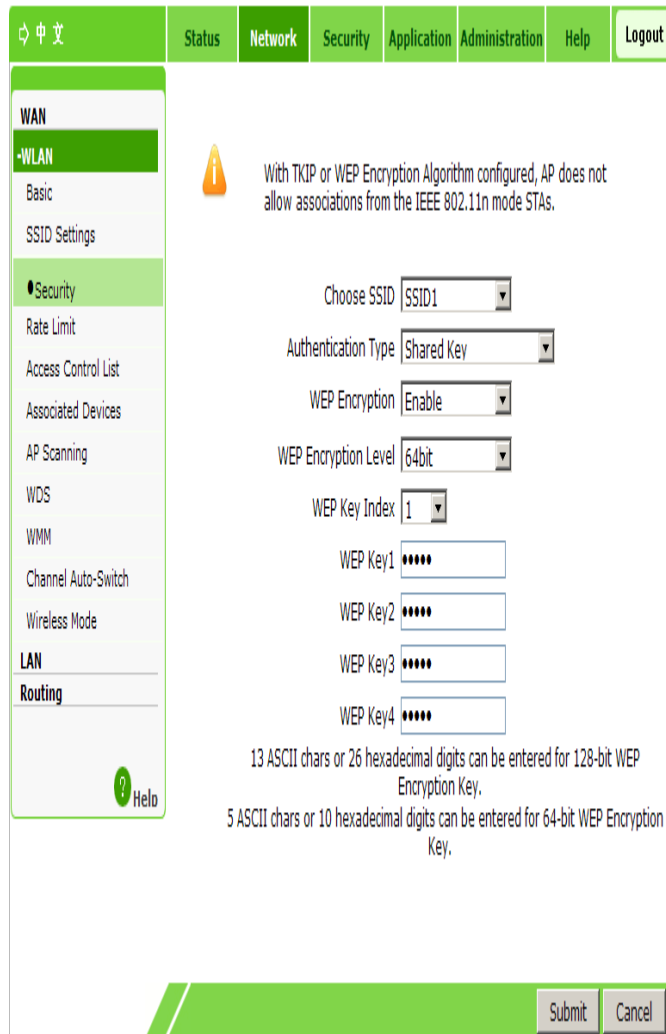 中文
Status Network Security Application Administration Help Logout
WAN
-WLAN
Basic
SSID Settings
Security
Rate Limit
Access Control List
Associated Devices
AP Scanning
WDS
WMM
Channel Auto-Switch
Wireless Mode
LAN
Routing
? Help
i
With TKIP or WEP Encryption Algorithm configured, AP does not
allow associations from the IEEE 802.11n mode STAs.
Choose SSID SSID1
Authentication Type Shared Key
WEP Encryption Enable
WEP Encryption Level 64bit
WEP Key Index 1
WEP Key1 •••••
WEP Key2 •••••
WEP Key3 •••••
WEP Key4 •••••
13 ASCII chars or 26 hexadecimal digits can be entered for 128-bit WEP
Encryption Key.
5 ASCII chars or 10 hexadecimal digits can be entered for 64-bit WEP Encryption
Key.
Submit Cancel